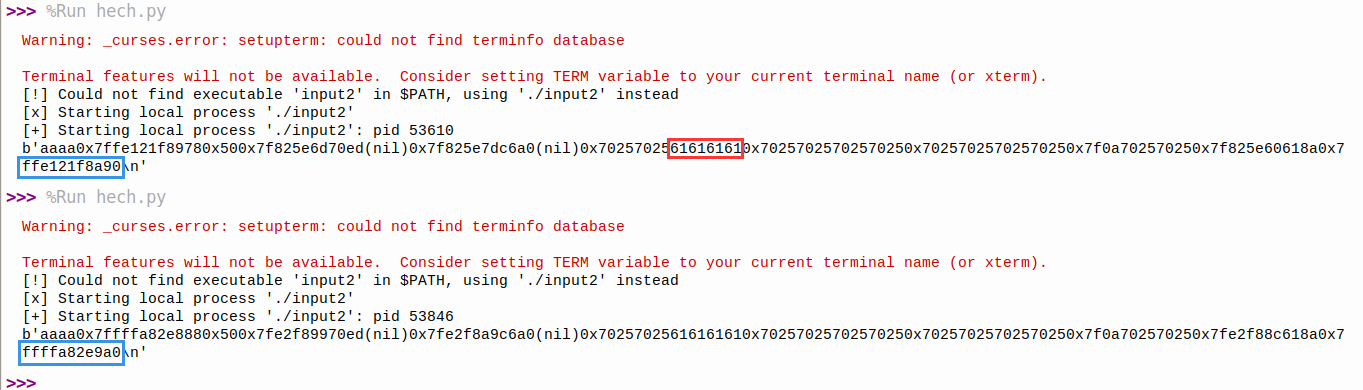 >>> %Run hech.py
Warning: _curses.error: setupterm: could not find terminfo database
Terminal features will not be available.  Consider setting TERM variable to your current terminal name (or xterm).
[!] Could not find executable 'input2' in $PATH, using './input2' instead
[x] Starting local process './input2'
[+] Starting local process './input2': pid 53610
b'aaaa0x7ffe121f89780x500x7f825e6d70ed(nil)0x7f825e7dc6a0(nil)0x70257025616161610x70257025702570250x70257025702570250x7f0a702570250x7f825e60618a0x7
ffe121f8a90\n'
>>> %Run hech.py
Warning: _curses.error: setupterm: could not find terminfo database
Terminal features will not be available.  Consider setting TERM variable to your current terminal name (or xterm).
[!] Could not find executable 'input2' in $PATH, using './input2' instead
[x] Starting local process './input2'
[+] Starting local process './input2': pid 53846
b'aaaa0x7ffffa82e8880x500x7fe2f89970ed(nil)0x7fe2f8a9c6a0(nil)0x70257025616161610x70257025702570250x70257025702570250x7f0a702570250x7fe2f88c618a0x7
ffffa82e9a0\n'
>>>